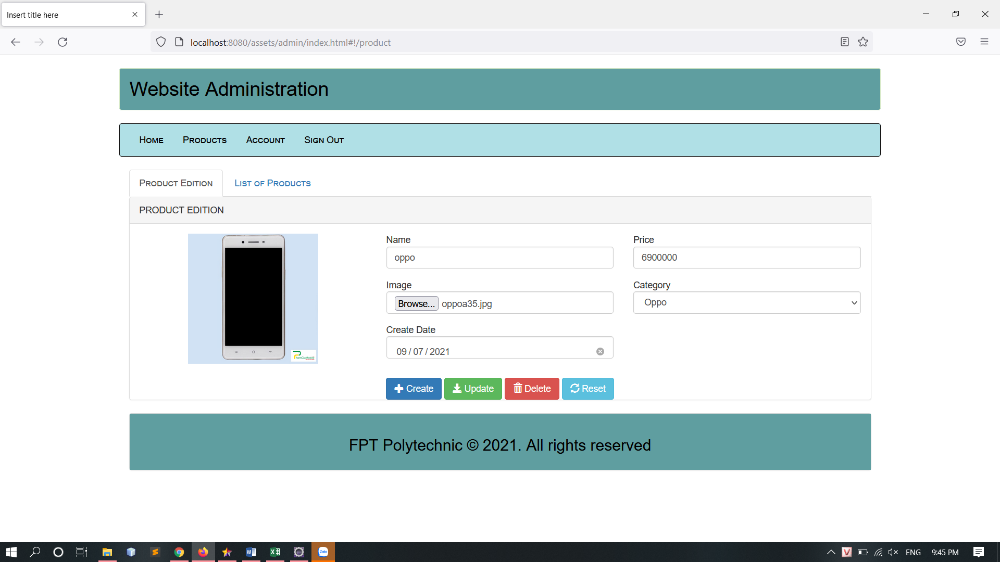 Insert title here
localhost:8080/assets/admin/index.html#!/product
Website Administration
Home Products Account Sign Out
Product Edition List of Products
PRODUCT EDITION
Name Price
oppo 6900000
Image Category
Browse... oppoa35.jpg Oppo
Create Date
09 / 07 / 2021
Create Update Delete Reset
FPT Polytechnic © 2021. All rights reserved
Zalo V ENG 9:45 PM